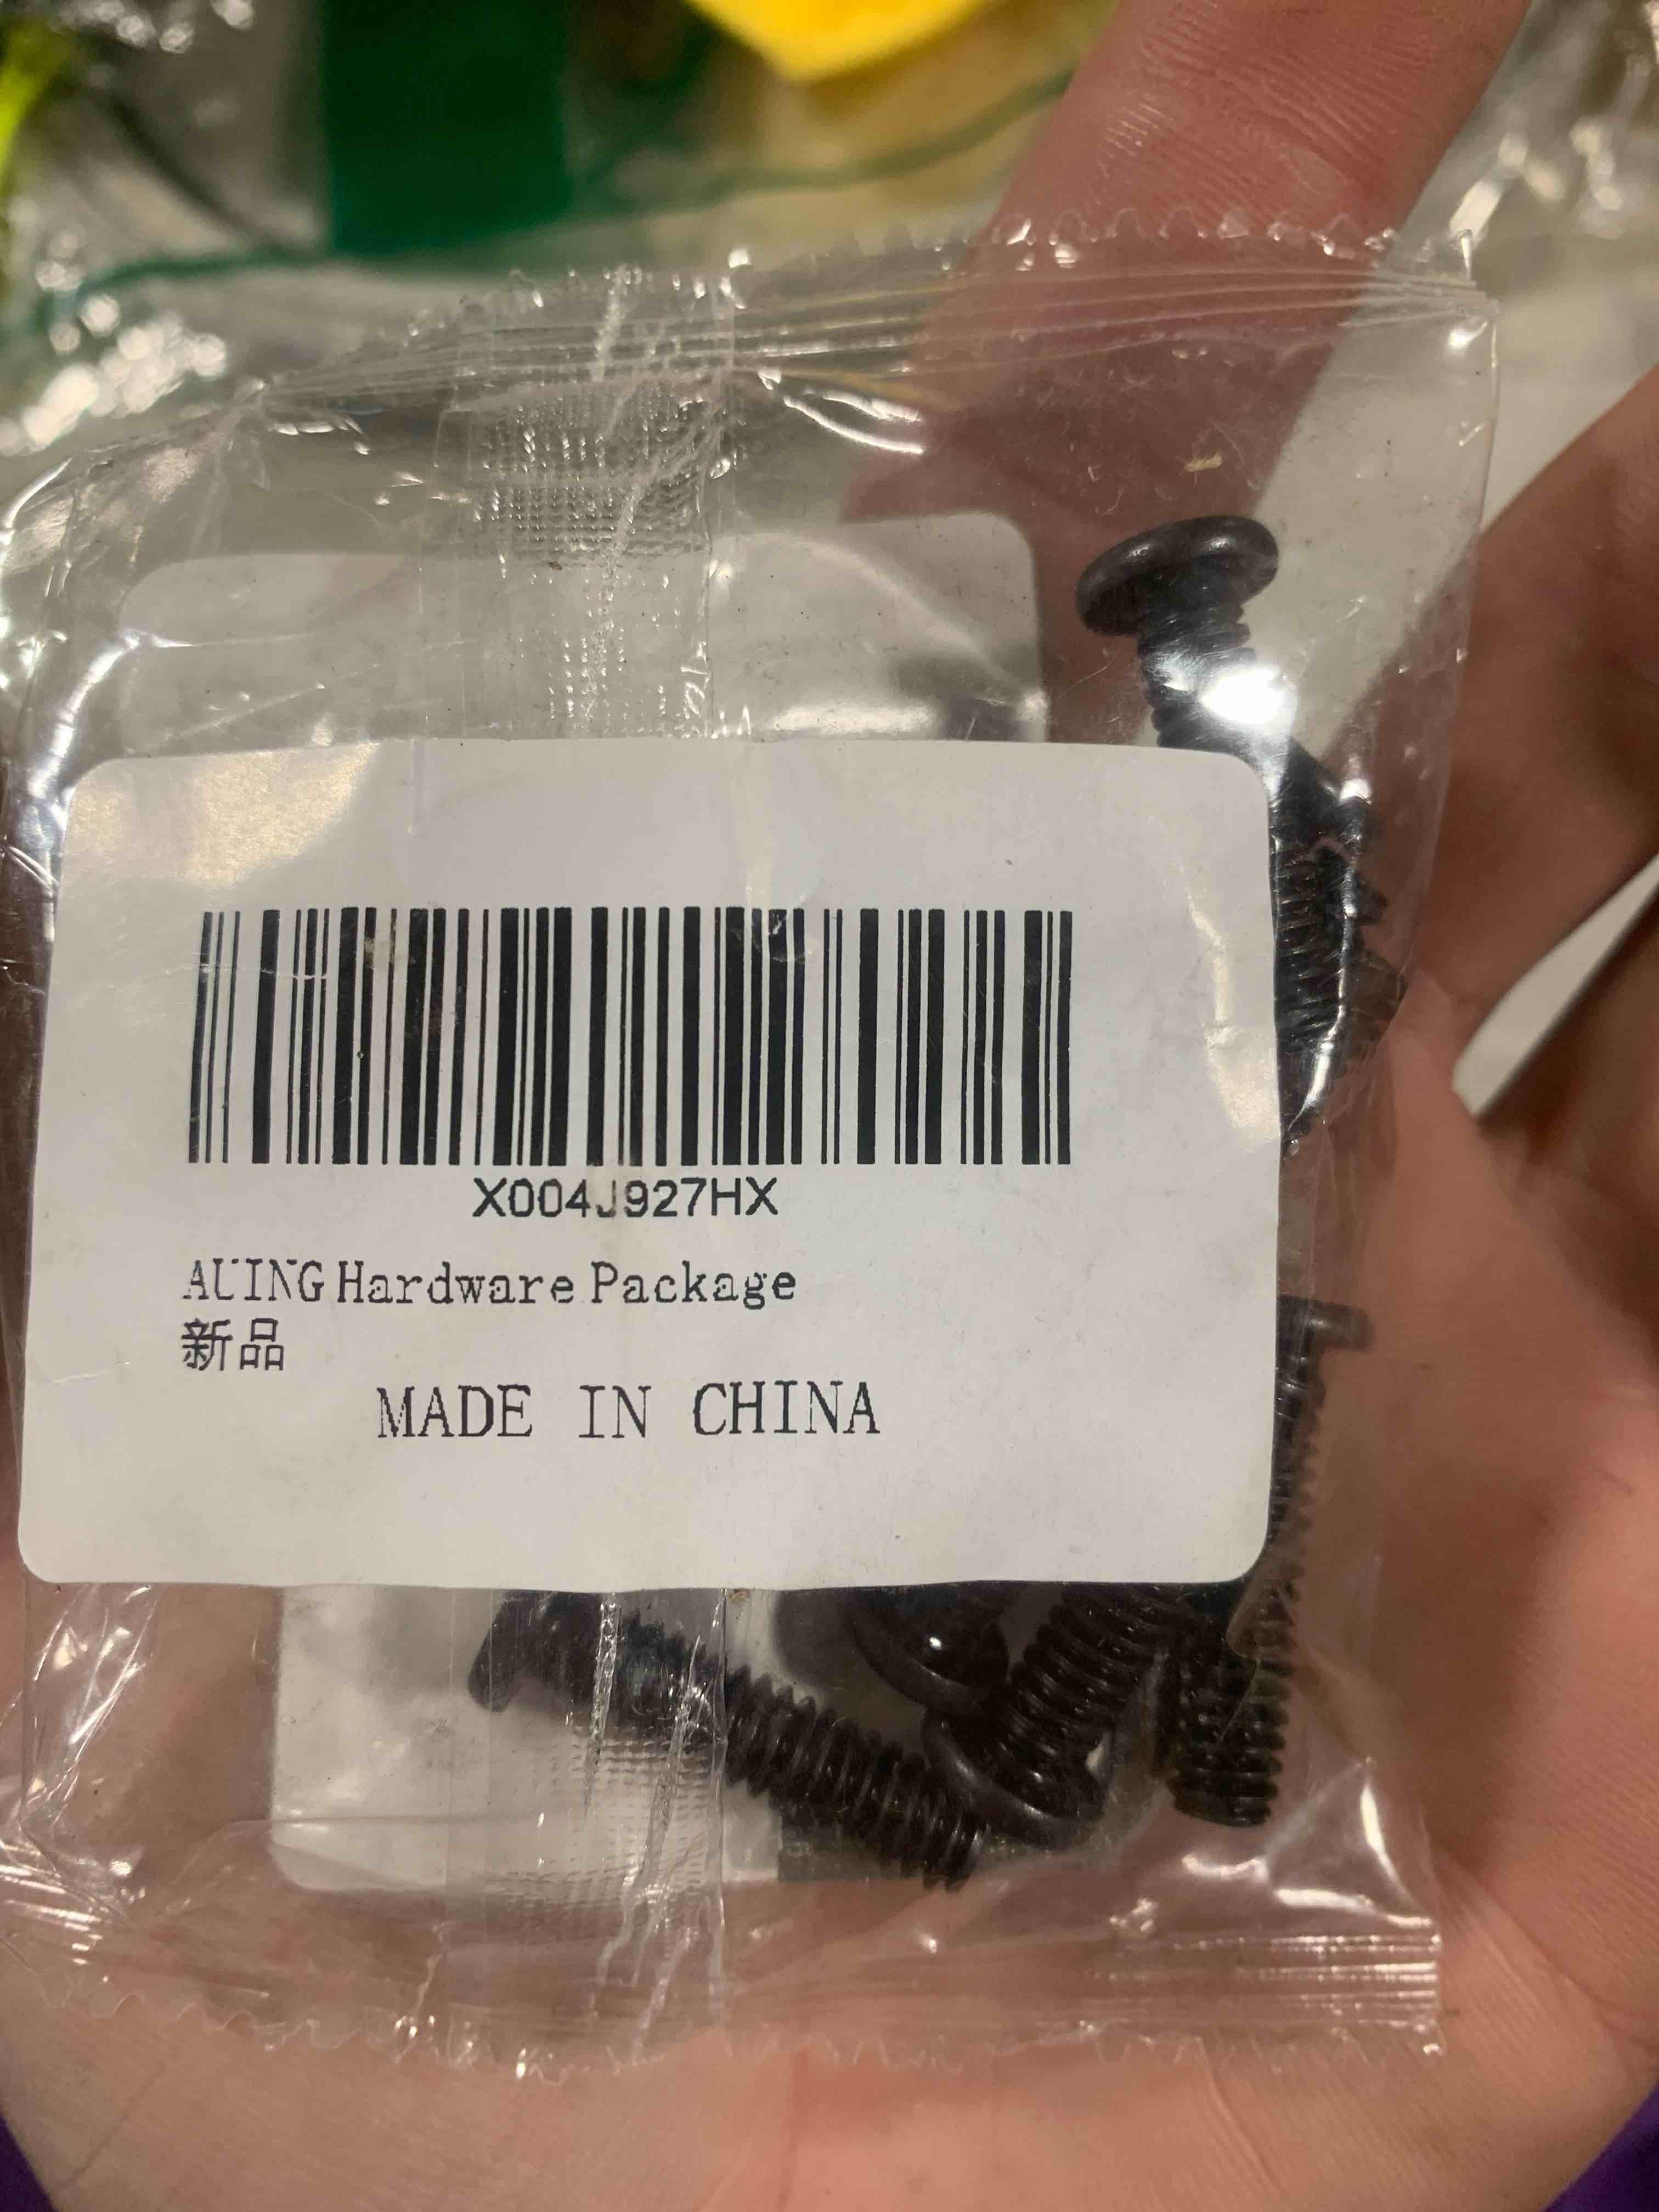 X004J927HX
AUING Hardware Package
新品
MADE IN CHINA